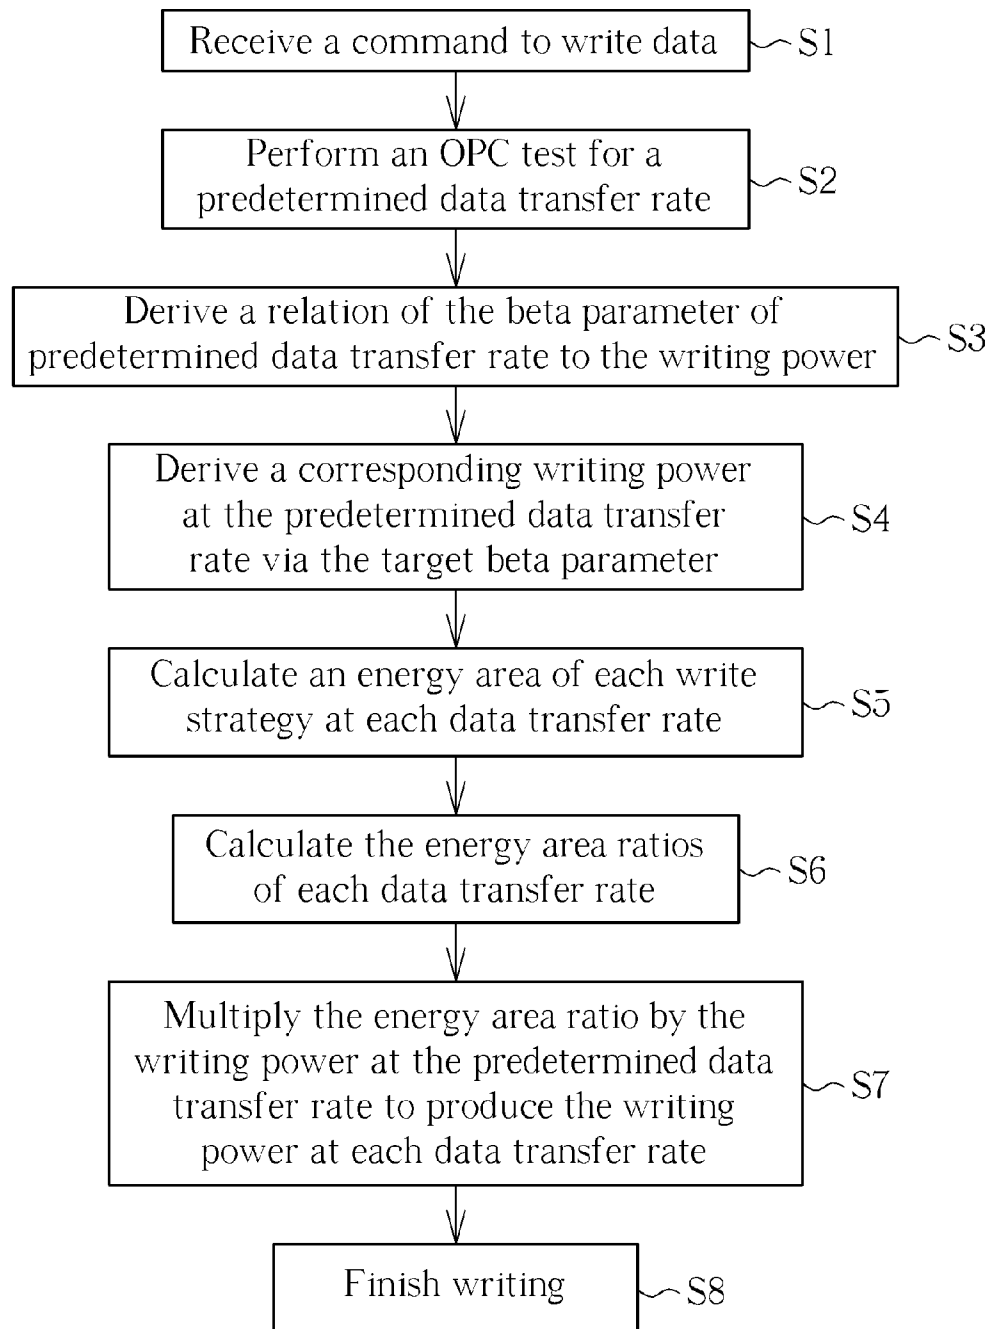 Receive a command to write data
S1
Perform an OPC test for a
predetermined data transfer rate
S2
Derive a relation of the beta parameter of
predetermined data transfer rate to the writing power
S3
Derive a corresponding writing power
at the predetermined data transfer
rate via the target beta parameter
S4
Calculate an energy area of each write
strategy at each data transfer rate
S5
Calculate the energy area ratios
of each data transfer rate
S6
Multiply the energy area ratio by the
writing power at the predetermined data
transfer rate to produce the writing
power at each data transfer rate
S7
Finish writing
S8